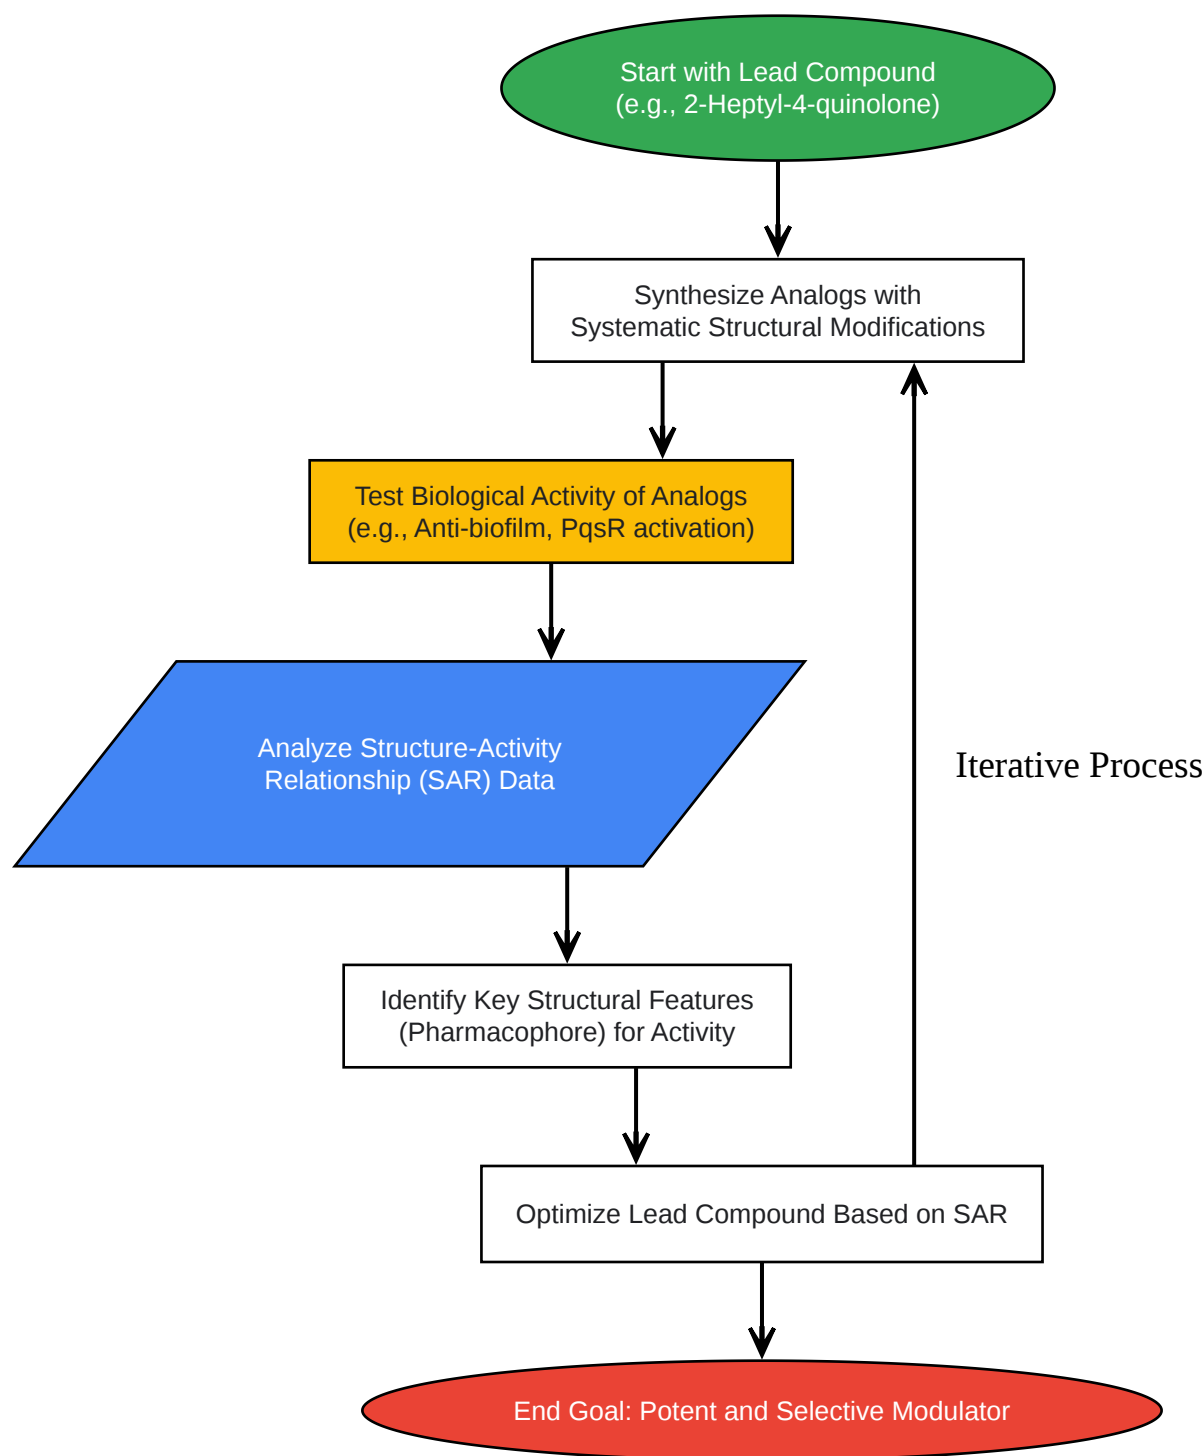 Start with Lead Compound
(e.g., 2-Heptyl-4-quinolone)
Synthesize Analogs with
Systematic Structural Modifications
Test Biological Activity of Analogs
(e.g., Anti-biofilm, PqsR activation)
Analyze Structure-Activity
Relationship (SAR) Data
Iterative Process
Identify Key Structural Features
(Pharmacophore) for Activity
Optimize Lead Compound Based on SAR
End Goal: Potent and Selective Modulator